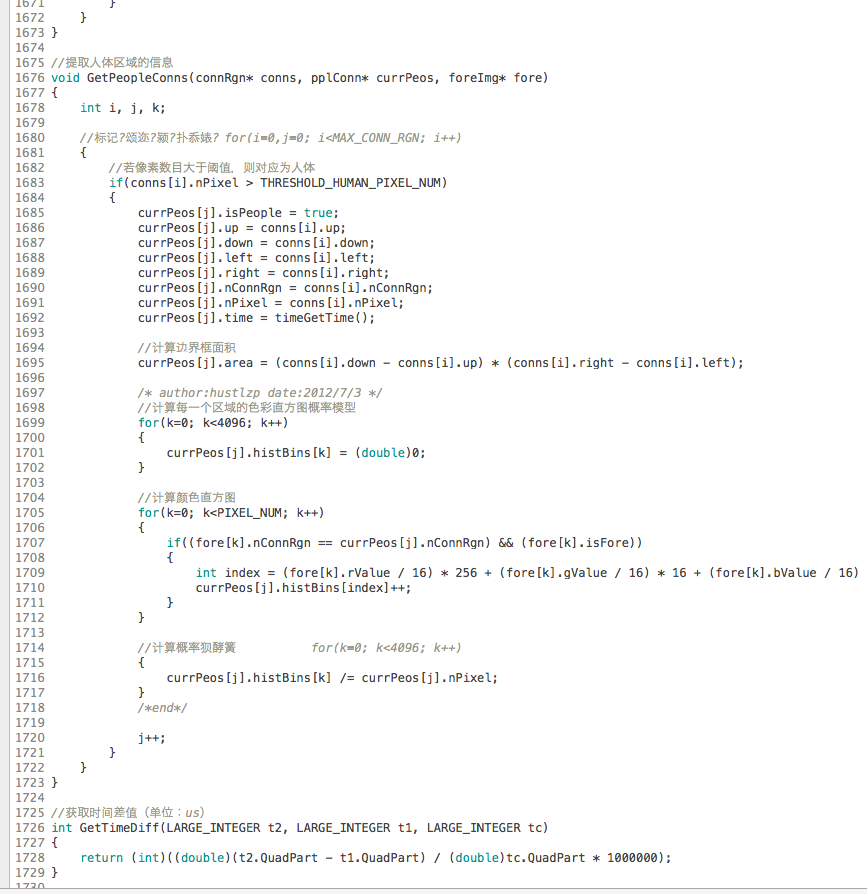 1671        }
1672    }
1673 }
1674
1675 //提取人体区域的信息
1676 void GetPeopleConns(connRgn* conns, pplConn* currPeos, foreImg* fore)
1677 {
1678     int i, j, k;
1679
1680     //标记?颂迩?颍?扑忝婊? for(i=0,j=0; i<MAX_CONN_RGN; i++)
1681     {
1682         //若像素数目大于阈值，则对应为人体
1683         if(conns[i].nPixel > THRESHOLD_HUMAN_PIXEL_NUM)
1684         {
1685             currPeos[j].isPeople = true;
1686             currPeos[j].up = conns[i].up;
1687             currPeos[j].down = conns[i].down;
1688             currPeos[j].left = conns[i].left;
1689             currPeos[j].right = conns[i].right;
1690             currPeos[j].nConnRgn = conns[i].nConnRgn;
1691             currPeos[j].nPixel = conns[i].nPixel;
1692             currPeos[j].time = timeGetTime();
1693
1694             //计算边界框面积
1695             currPeos[j].area = (conns[i].down - conns[i].up) * (conns[i].right - conns[i].left);
1696
1697             /* author:hustlzp date:2012/7/3 */
1698             //计算每一个区域的色彩直方图概率模型
1699             for(k=0; k<4096; k++)
1700             {
1701                 currPeos[j].histBins[k] = (double)0;
1702             }
1703
1704             //计算颜色直方图
1705             for(k=0; k<PIXEL_NUM; k++)
1706             {
1707                 if((fore[k].nConnRgn == currPeos[j].nConnRgn) && (fore[k].isFore))
1708                 {
1709                     int index = (fore[k].rValue / 16) * 256 + (fore[k].gValue / 16) * 16 + (fore[k].bValue / 16)
1710                     currPeos[j].histBins[index]++;
1711                 }
1712             }
1713
1714             //计算概率狈酵簧             for(k=0; k<4096; k++)
1715             {
1716                 currPeos[j].histBins[k] /= currPeos[j].nPixel;
1717             }
1718             /*end*/
1719
1720             j++;
1721         }
1722     }
1723 }
1724
1725 //获取时间差值（单位：us）
1726 int GetTimeDiff(LARGE_INTEGER t2, LARGE_INTEGER t1, LARGE_INTEGER tc)
1727 {
1728     return (int)((double)(t2.QuadPart - t1.QuadPart) / (double)tc.QuadPart * 1000000);
1729 }
1730